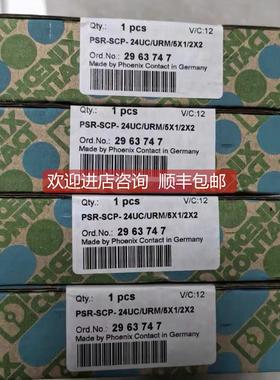 Qty.: 1 pcs V/C:12
PSR-SCP- 24UC/URM/5X1/2X2
Ord.No.: 29 63 74 7
Made by Phoenix Contact in Germany
Qty.: 1 pcs V/C:12
PSR-SCP- 24UC/URM/5X1/2X2
Ord.No.: 29 63 74 7
Made by Phoenix Contact in Germany
欢迎进店咨询 顺丰包邮
Qty.: 1 pcs V/C:12
PSR-SCP- 24UC/URM/5X1/2X2
Ord.No.: 29 63 74 7
Made by Phoenix Contact in Germany
Qty.: 1 pcs V/C:12
PSR-SCP- 24UC/URM/5X1/2X2
Ord.No.: 29 63 74 7
Made by Phoenix Contact in Germany